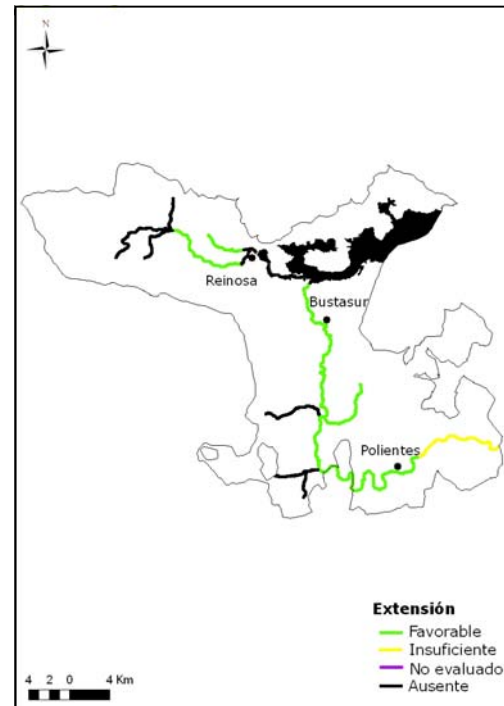 N
Reinosa
Bustasur
Polientes
Extensión
Favorable
Insuficiente
No evaluado
Ausente
4 2 0 4 Km